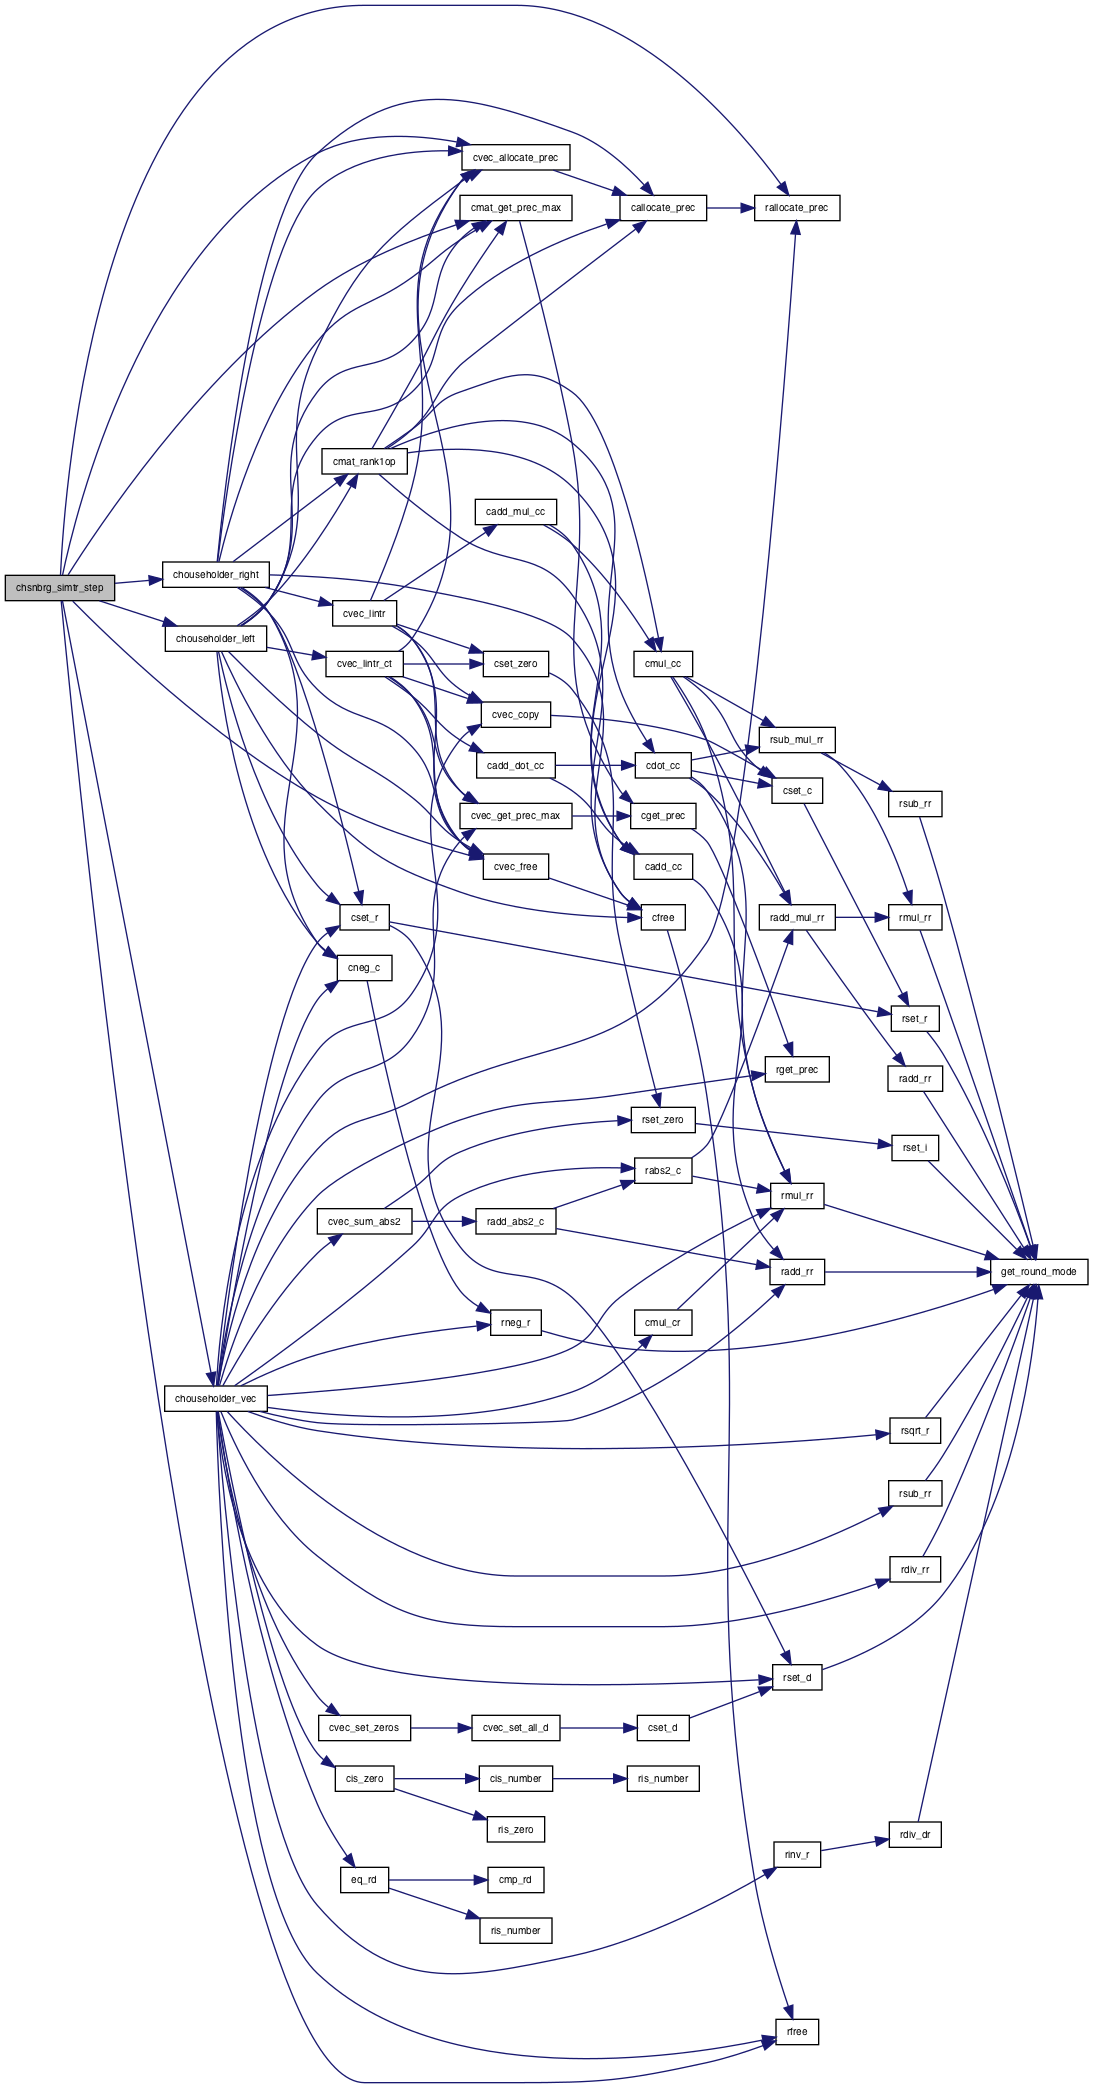 cvec_allocate_prec
cmat_get_prec_max
callocate_prec
rallocate_prec
cmat_rank1op
cadd_mul_cc
chsnbrg_simtr_step
chouseholder_right
cvec_lintr
chouseholder_left
cvec_lintr_ct
cset_zero
cmul_cc
cvec_copy
rsub_mul_rr
cadd_dot_cc
cdot_cc
cset_c
rsub_rr
cvec_get_prec_max
cget_prec
cvec_free
cadd_cc
cset_r
cfree
radd_mul_rr
rmul_rr
cneg_c
rset_r
rget_prec
radd_rr
rset_zero
rset_i
rabs2_c
rmul_rr
cvec_sum_abs2
radd_abs2_c
radd_rr
get_round_mode
rneg_r
cmul_cr
chouseholder_vec
rsqrt_r
rsub_rr
rdiv_rr
rset_d
cvec_set_zeros
cvec_set_all_d
cset_d
cis_zero
cis_number
ris_number
ris_zero
rdiv_dr
rinv_r
eq_rd
cmp_rd
ris_number
rfree